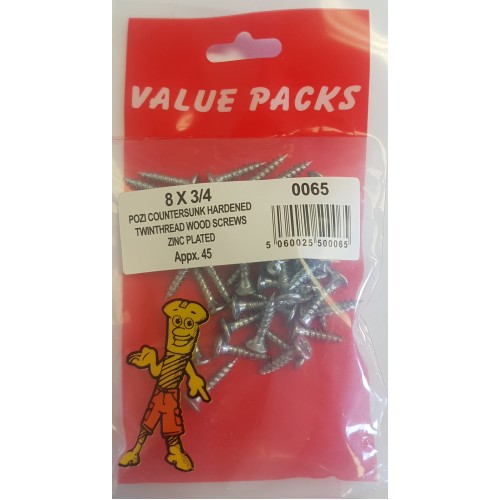 VALUE PACKS
8 X 3/4
POZI COUNTERSUNK HARDENED
TWINTHREAD WOOD SCREWS
ZINC PLATED
Appx. 45
0065
5 060025 500065